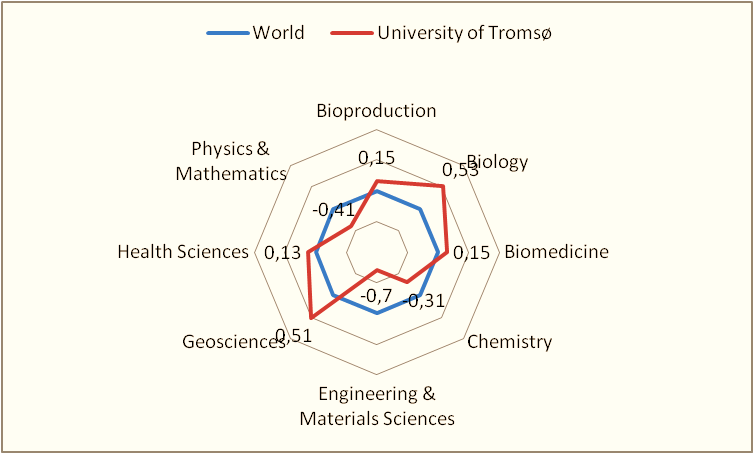 World
University of Tromsø
Bioproduction
Physics &
Mathematics
0,15
Biology
0,53
-0,41
Health Sciences
0,13
0,15
Biomedicine
-0,7
-0,31
Geosciences
0,51
Chemistry
Engineering &
Materials Sciences